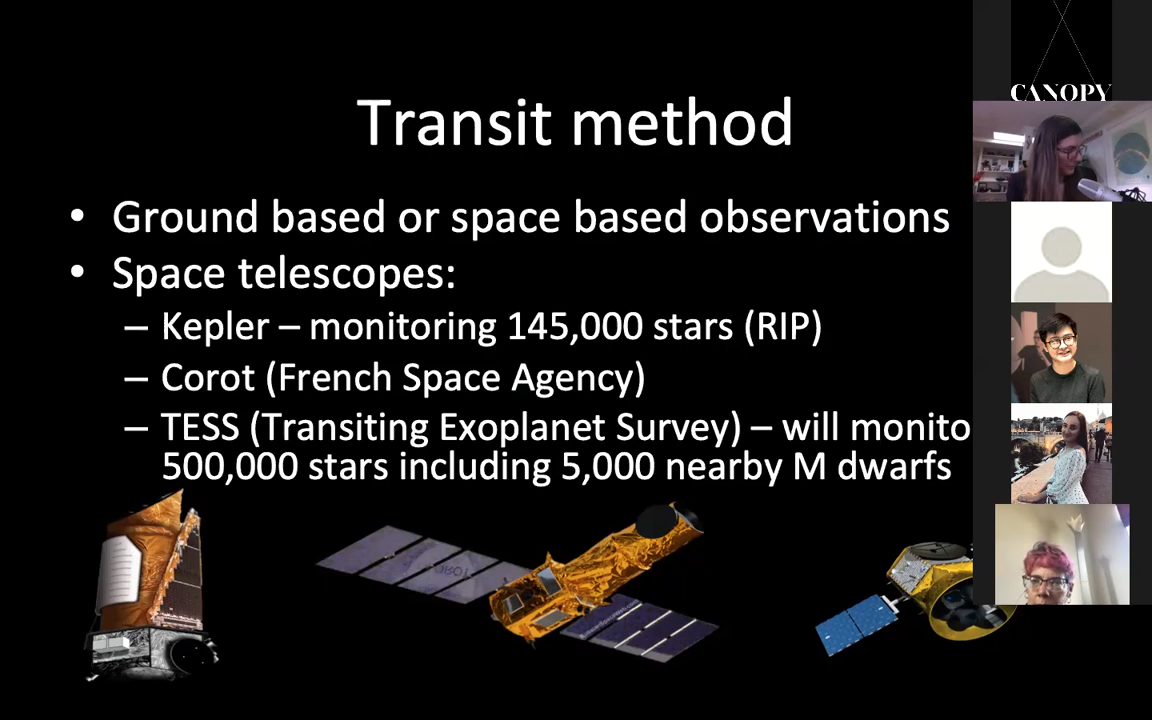 CANOPY
Transit method
• Ground based or space based observations
• Space telescopes:
– Kepler – monitoring 145,000 stars (RIP)
– Corot (French Space Agency)
– TESS (Transiting Exoplanet Survey) – will monito
500,000 stars including 5,000 nearby M dwarfs